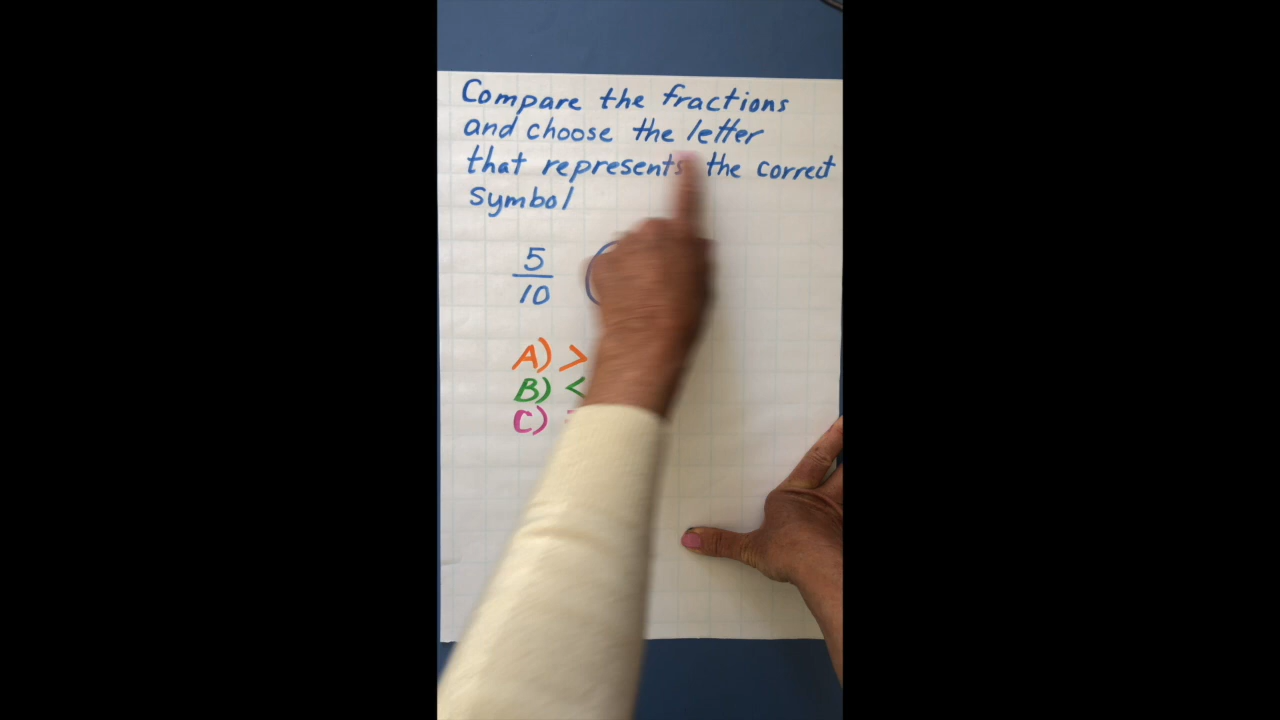 Compare the fractions
and choose the letter
that represents the correct
Symbol
5
10
A) >
B) <
C)